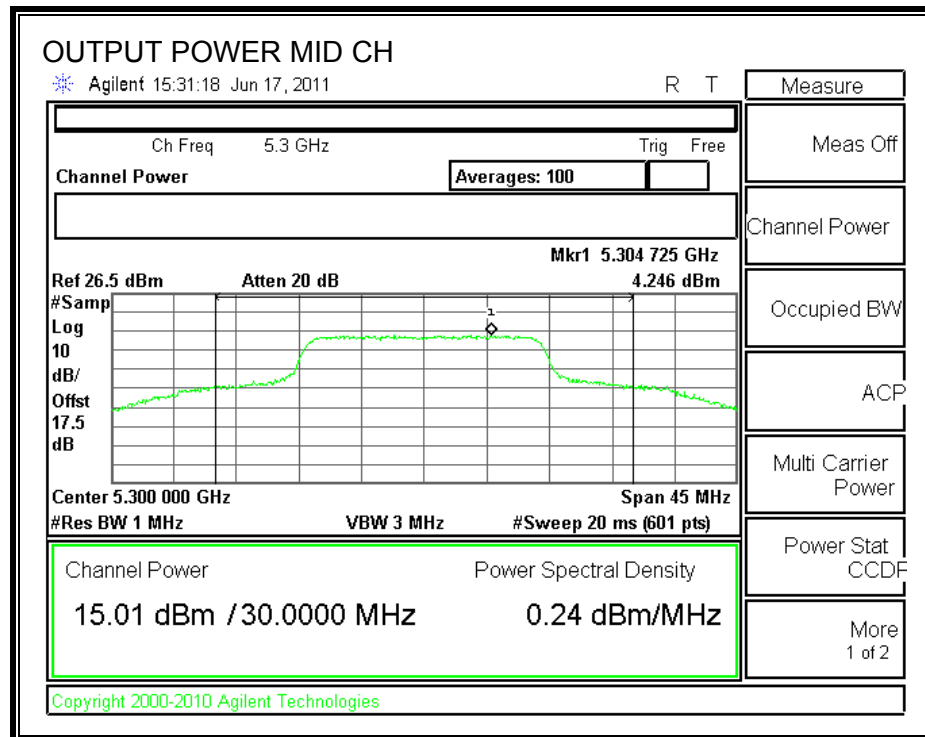 OUTPUT POWER MID CH
Agilent 15:31:18 Jun 17, 2011 R T
Measure
Ch Freq 5.3 GHz Trig Free
Meas Off
Channel Power Averages: 100
Channel Power
Mkr1 5.304 725 GHz
Ref 26.5 dBm Atten 20 dB 4.246 dBm
#Samp
Log
10
dB/
Offst
17.5
dB
1
Occupied BW
ACP
Multi Carrier
Power
Center 5.300 000 GHz Span 45 MHz
#Res BW 1 MHz VBW 3 MHz #Sweep 20 ms (601 pts)
Power Stat
CCDF
Channel Power Power Spectral Density
15.01 dBm / 30.0000 MHz 0.24 dBm/MHz
More
1 of 2
Copyright 2000-2010 Agilent Technologies